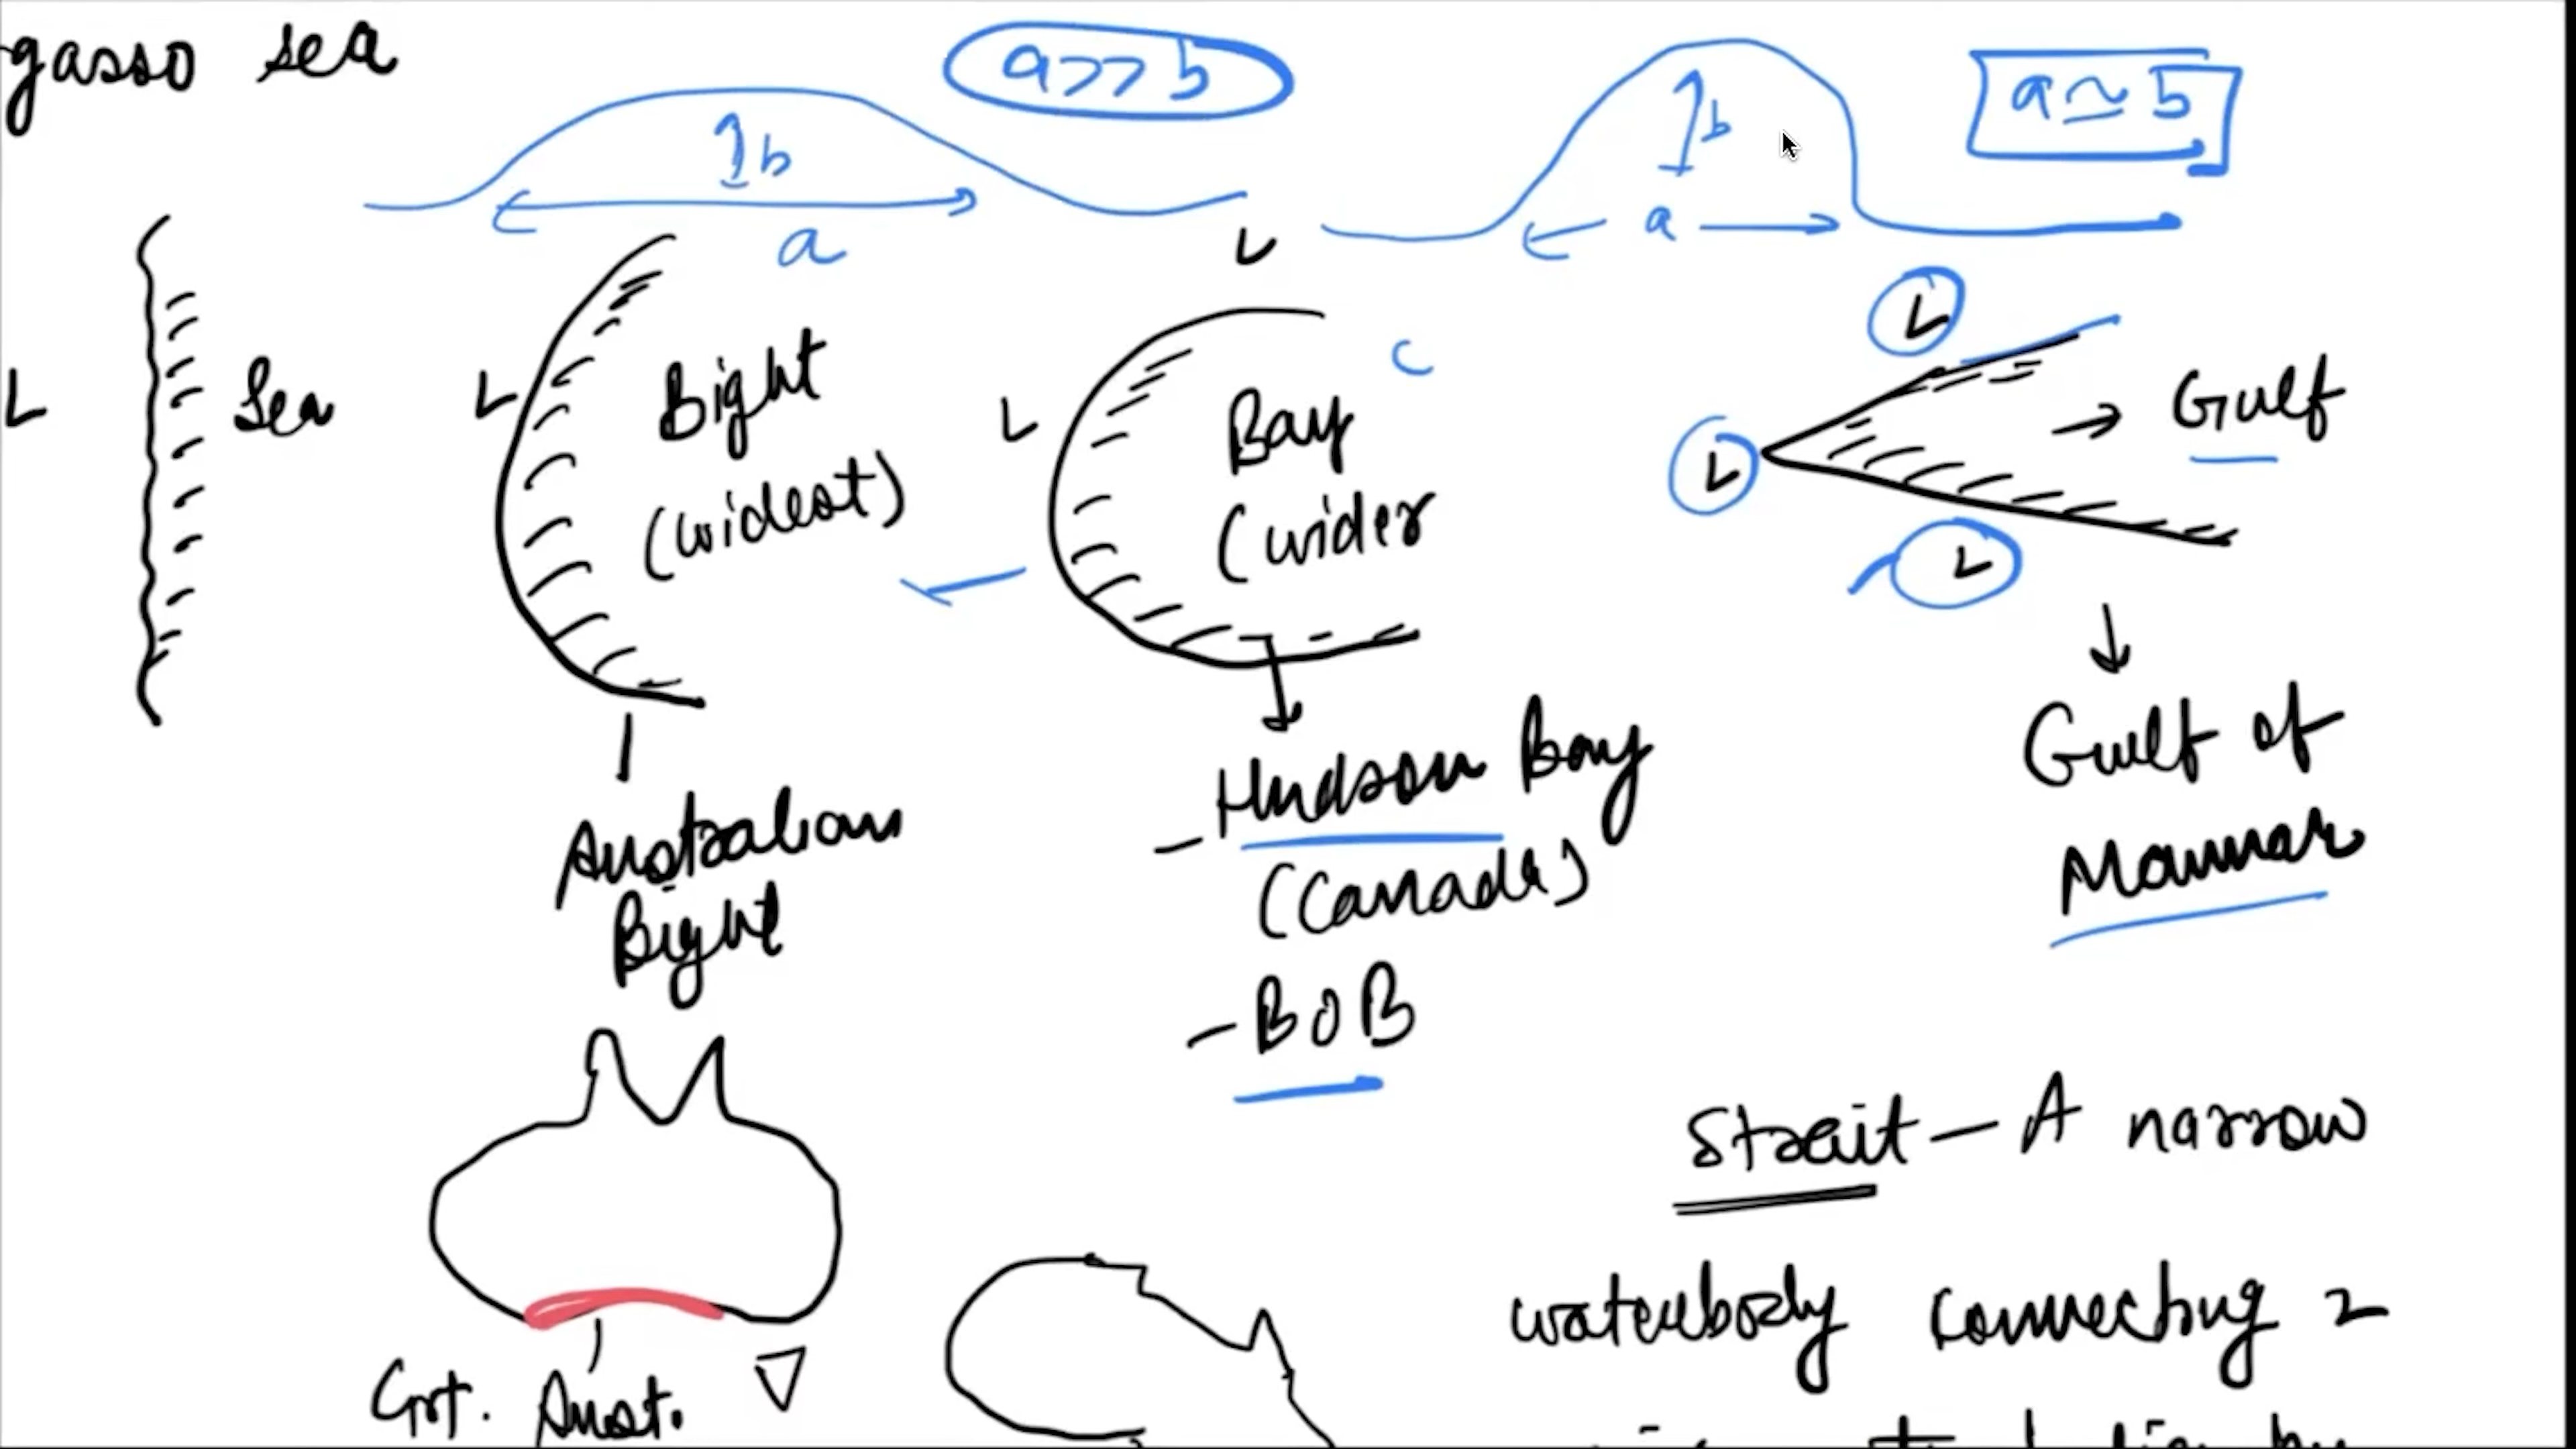 gasso sea
a>>b
a≃b
b
a
b
a
L
L
Sea
L
Bight
(widest)
L
Bay
(wider
C
L
L
L
→ Gulf
Australian
Bight
-Hudson Bay
(Canada)
-BOB
Gulf of
Mannar
Grt. Aust.
Strait - A narrow
waterbody connecting 2